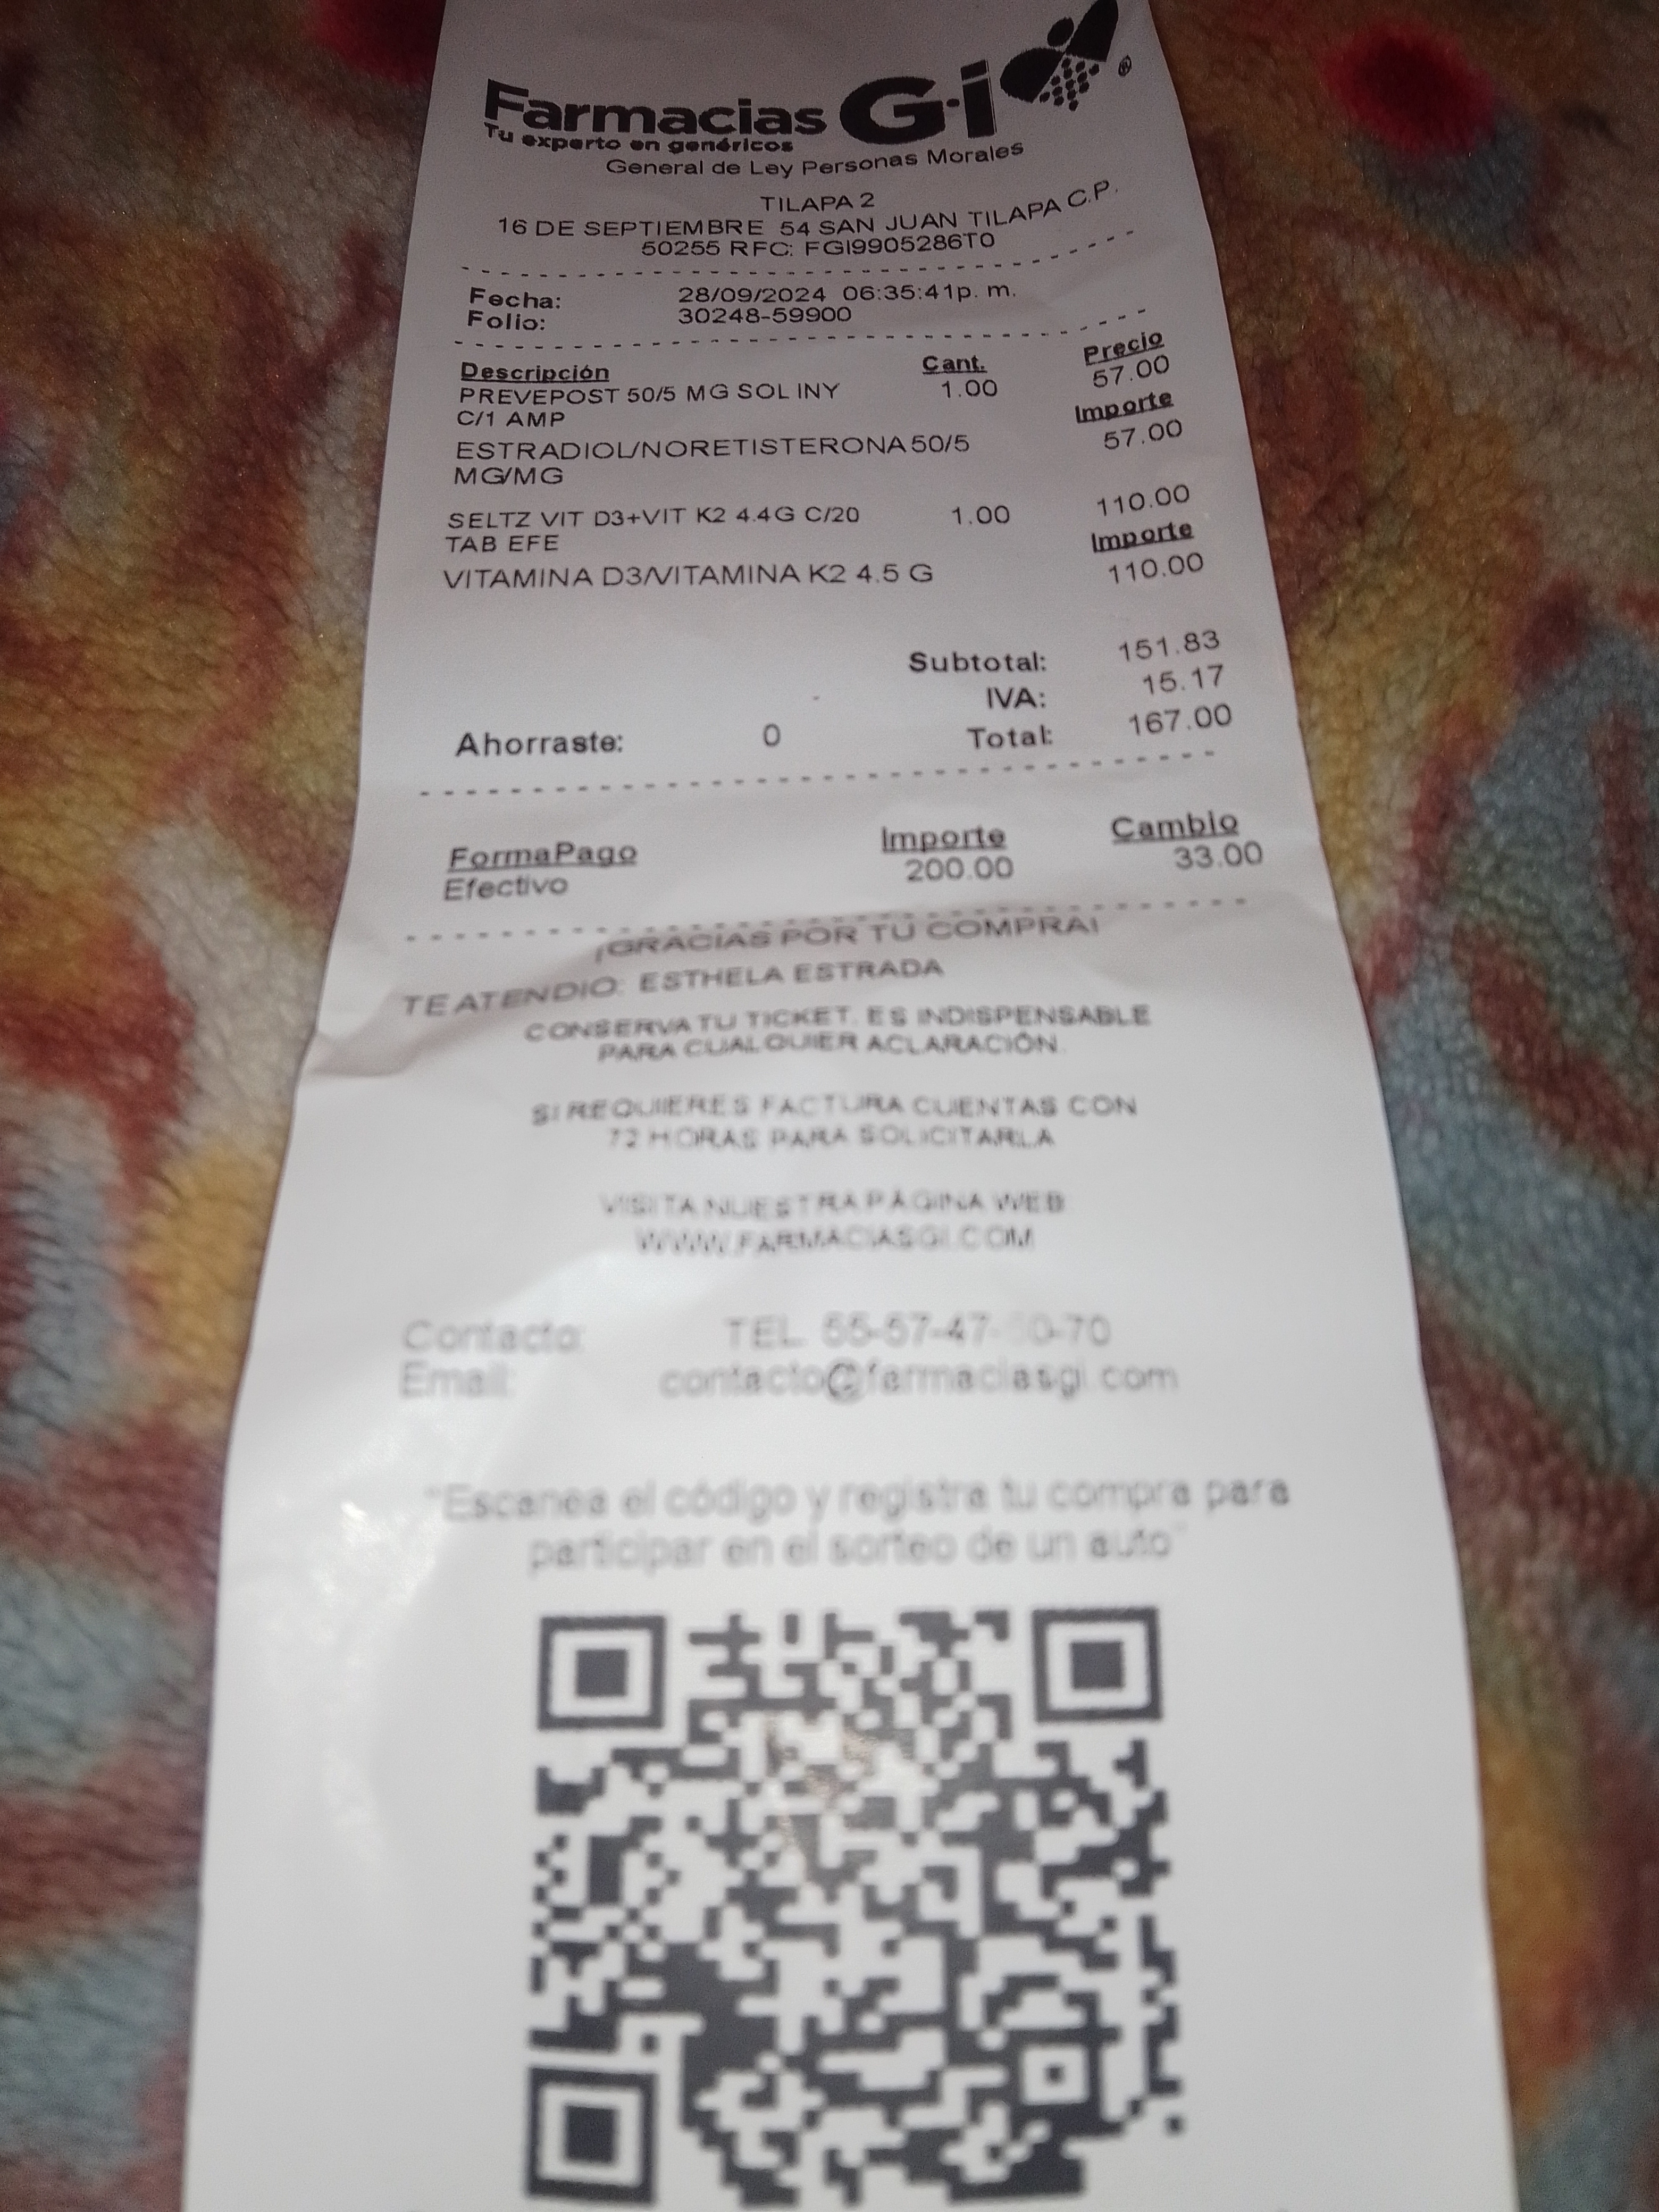 Farmacias G·i ®
Tu experto en genéricos
General de Ley Personas Morales
TILAPA 2
16 DE SEPTIEMBRE 54 SAN JUAN TILAPA C.P.
50255 RFC: FGI9905286T0
Fecha: 28/09/2024 06:35:41p. m.
Folio: 30248-59900
Descripción Cant. Precio
PREVEPOST 50/5 MG SOL INY 1.00 57.00
C/1 AMP Importe
ESTRADIOL/NORETISTERONA 50/5 57.00
MG/MG
SELTZ VIT D3+VIT K2 4.4G C/20 1.00 110.00
TAB EFE Importe
VITAMINA D3/VITAMINA K2 4.5 G 110.00
Subtotal: 151.83
IVA: 15.17
Ahorraste: 0 Total: 167.00
FormaPago Importe Cambio
Efectivo 200.00 33.00
¡GRACIAS POR TU COMPRA!
TE ATENDIO: ESTHELA ESTRADA
CONSERVA TU TICKET. ES INDISPENSABLE
PARA CUALQUIER ACLARACIÓN.
SI REQUIERES FACTURA CUENTAS CON
72 HORAS PARA SOLICITARLA
VISITA NUESTRA PÁGINA WEB
WWW.FARMACIASGI.COM
Contacto: TEL. 55-57-47-
Email: contacto@farmaciasgi.com
"Escanea el código y registra tu compra para
participar en el sorteo de un auto"